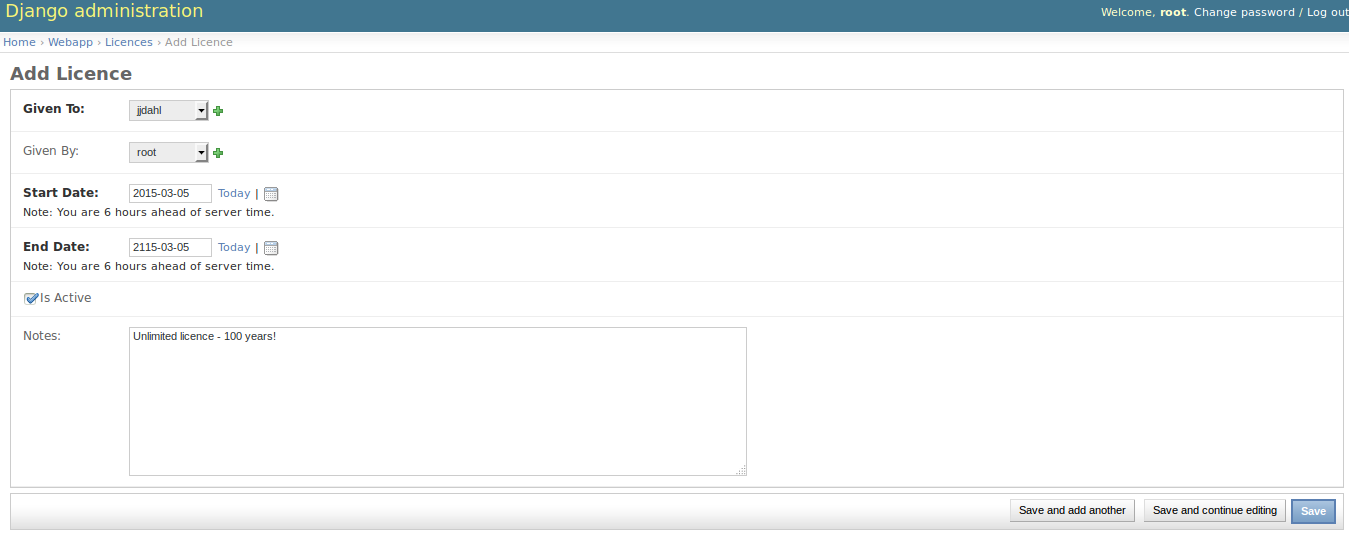 Django administration
Welcome, root. Change password / Log out
Home › Webapp › Licences › Add Licence
Add Licence
Given To: jjdahl
Given By: root
Start Date: 2015-03-05 Today |
Note: You are 6 hours ahead of server time.
End Date: 2115-03-05 Today |
Note: You are 6 hours ahead of server time.
Is Active
Notes: Unlimited licence - 100 years!
Save and add another Save and continue editing Save